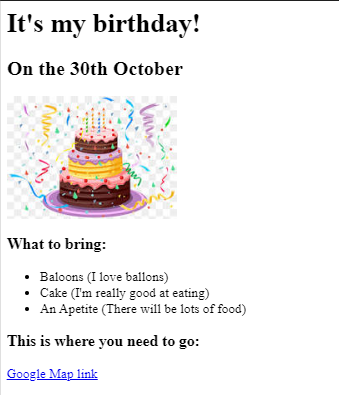 It's my birthday!
On the 30th October
What to bring:
Baloons (I love ballons)
Cake (I'm really good at eating)
An Apetite (There will be lots of food)
This is where you need to go:
Google Map link